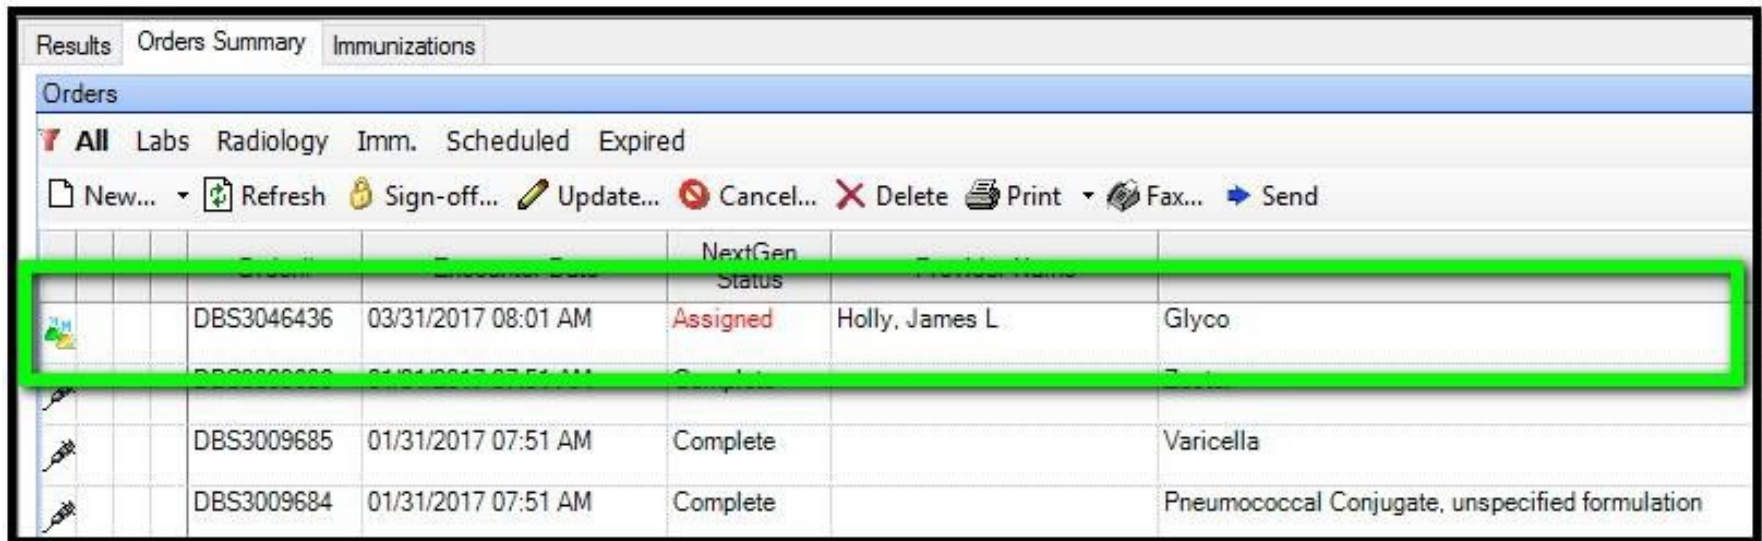 Results Orders Summary Immunizations
Orders
All Labs Radiology Imm. Scheduled Expired
New... Refresh Sign-off... Update... Cancel... Delete Print Fax... Send
NextGen
Status
DBS3046436 03/31/2017 08:01 AM Assigned Holly, James L Glyco
DBS3009685 01/31/2017 07:51 AM Complete Varicella
DBS3009684 01/31/2017 07:51 AM Complete Pneumococcal Conjugate, unspecified formulation